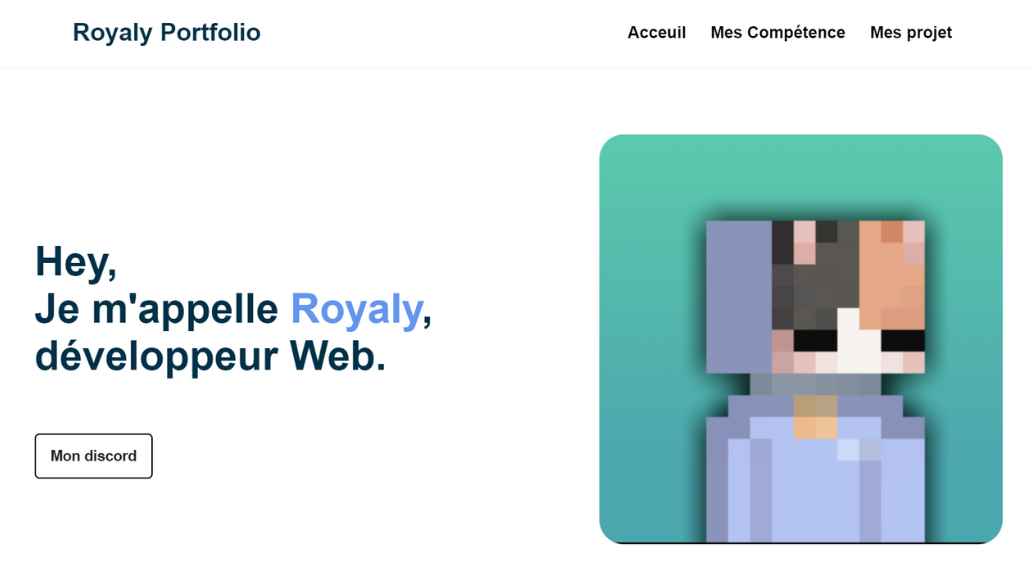 Royaly Portfolio
Acceuil Mes Compétence Mes projet
Hey,
Je m'appelle Royaly,
développeur Web.
Mon discord